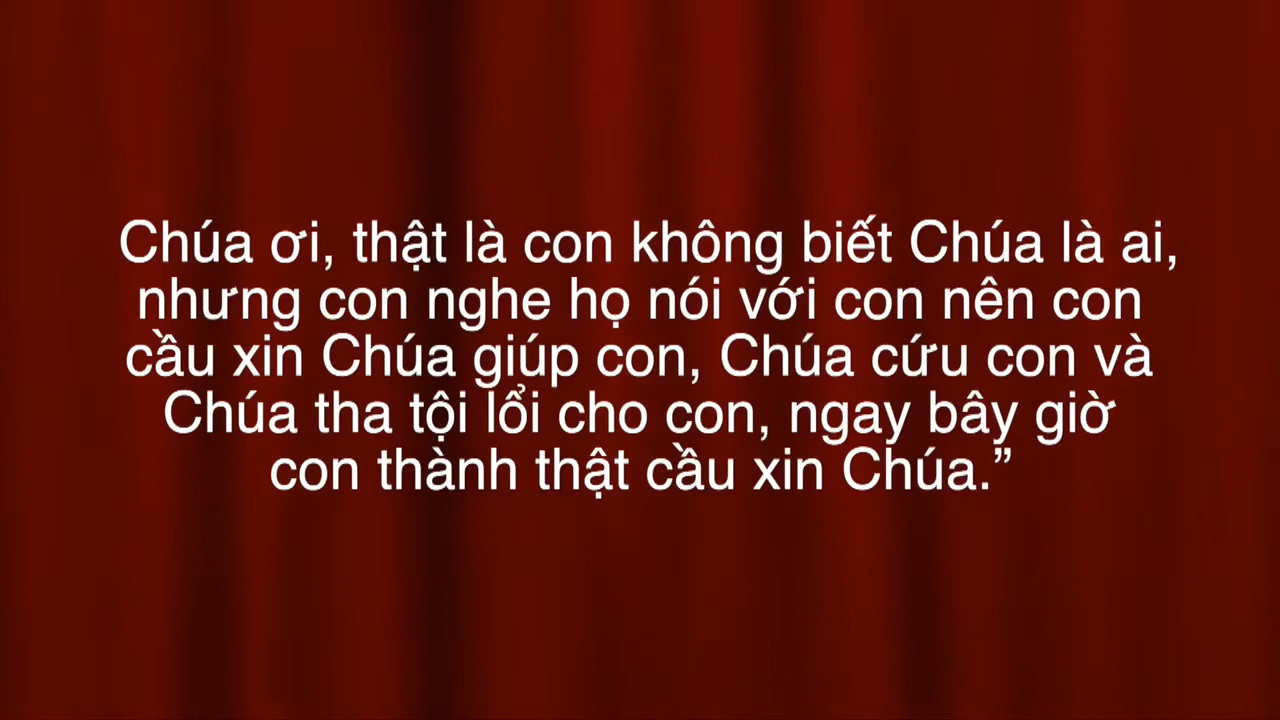 Chúa ơi, thật là con không biết Chúa là ai,
nhưng con nghe họ nói với con nên con
cầu xin Chúa giúp con, Chúa cứu con và
Chúa tha tội lổi cho con, ngay bây giờ
con thành thật cầu xin Chúa.”